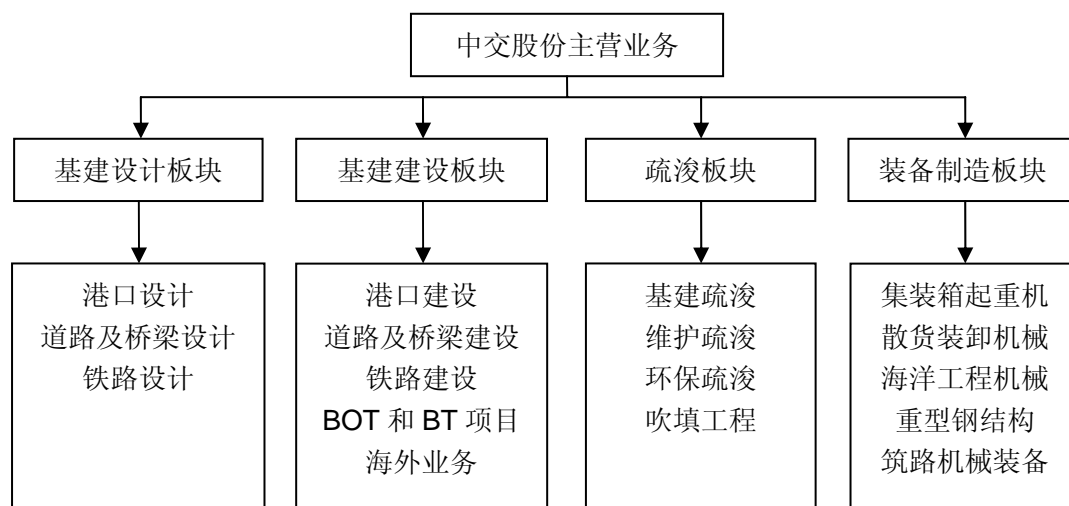 中交股份主营业务
基建设计板块
基建建设板块
疏浚板块
装备制造板块
港口设计
道路及桥梁设计
铁路设计
港口建设
道路及桥梁建设
铁路建设
BOT 和 BT 项目
海外业务
基建疏浚
维护疏浚
环保疏浚
吹填工程
集装箱起重机
散货装卸机械
海洋工程机械
重型钢结构
筑路机械装备